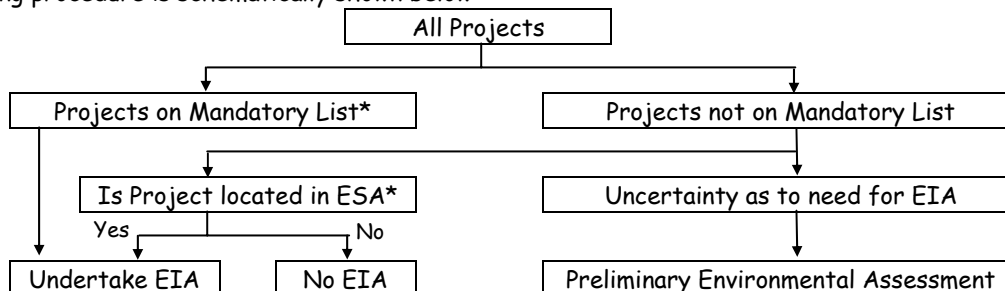 procedure is schematically shown below
All Projects
Projects on Mandatory List*
Projects not on Mandatory List
Is Project located in ESA*
Uncertainty as to need for EIA
Yes
No
Undertake EIA
No EIA
Preliminary Environmental Assessment